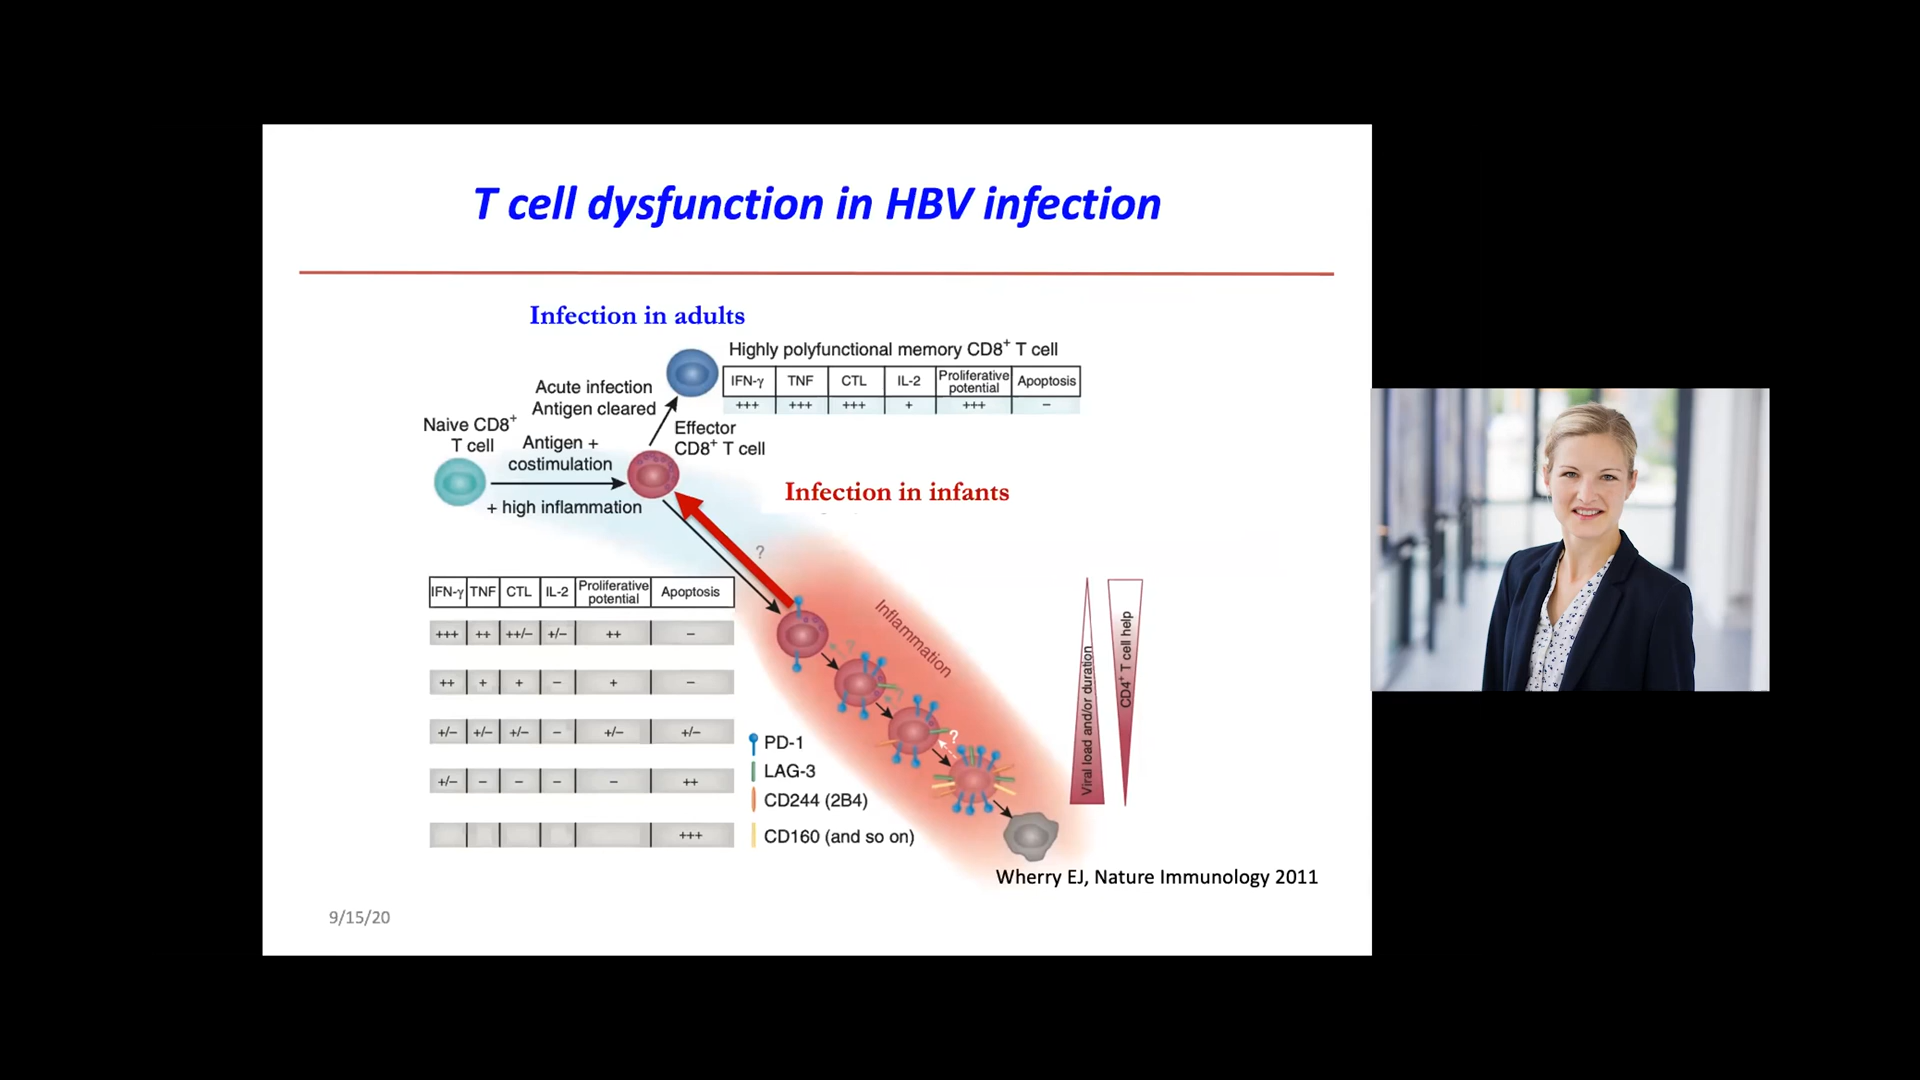 T cell dysfunction in HBV infection
Infection in adults
Highly polyfunctional memory CD8+ T cell
IFN-γ TNF CTL IL-2 Proliferative potential Apoptosis
+++ +++ +++ + +++ −
Acute infection
Antigen cleared
Naive CD8+
T cell
Antigen +
costimulation
+ high inflammation
Effector
CD8+ T cell
Infection in infants
?
IFN-γ TNF CTL IL-2 Proliferative potential Apoptosis
+++ ++ ++/− +/− ++ −
++ + + − + −
+/− +/− +/− − +/− +/−
+/− − − − − ++
+++
Inflammation
?
?
?
PD-1
LAG-3
CD244 (2B4)
CD160 (and so on)
Viral load and/or duration
CD4+ T cell help
Wherry EJ, Nature Immunology 2011
9/15/20